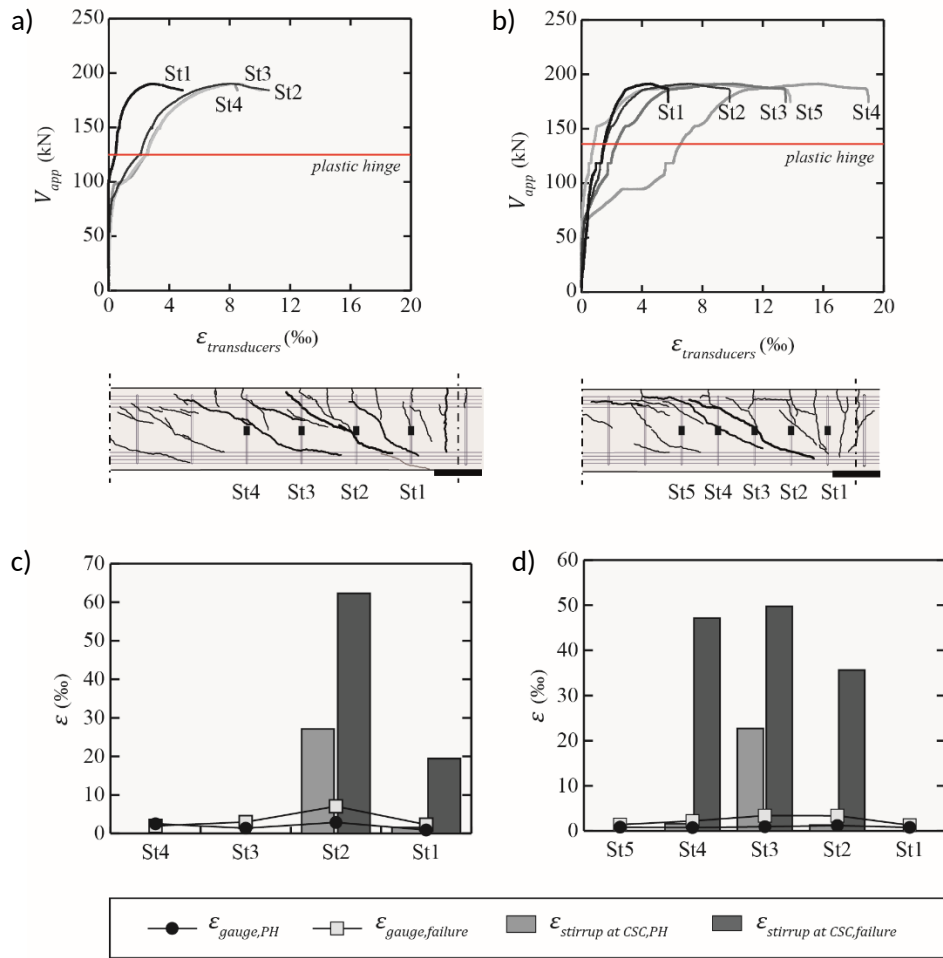 a)
b)
250
200
150
100
50
0
V_app (kN)
St1
St3
St2
St4
plastic hinge
0 4 8 12 16 20
ε_transducers (‰)
250
200
150
100
50
0
V_app (kN)
St1 St2 St3 St5 St4
plastic hinge
0 4 8 12 16 20
ε_transducers (‰)
St4 St3 St2 St1
St5 St4 St3 St2 St1
c)
d)
70
60
50
40
30
20
10
0
ε (‰)
St4 St3 St2 St1
60
50
40
30
20
10
0
ε (‰)
St5 St4 St3 St2 St1
ε_gauge,PH ε_gauge,failure ε_stirrup at CSC,PH ε_stirrup at CSC,failure